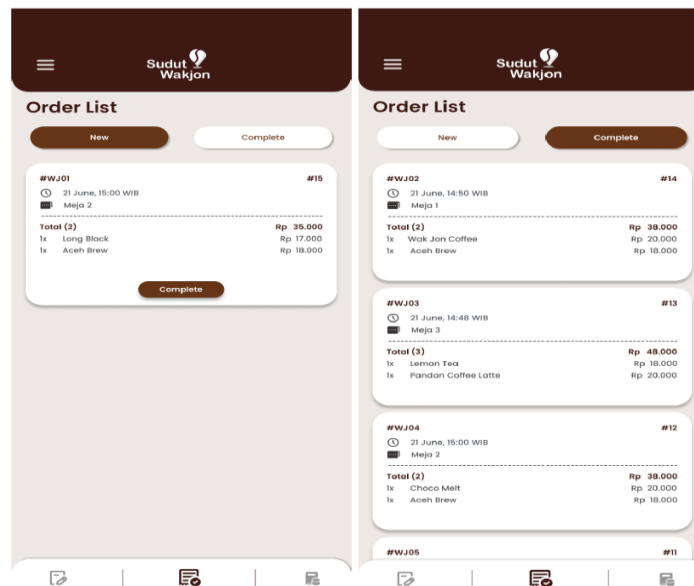 Sudut
Wakjon
Order List
New
Complete
#WJ01 #15
21 June, 15:00 WIB
Meja 2
Total (2) Rp 35.000
1x Long Black Rp 17.000
1x Aceh Brew Rp 18.000
Complete
Sudut
Wakjon
Order List
New
Complete
#WJ02 #14
21 June, 14:50 WIB
Meja 1
Total (2) Rp 38.000
1x Wak Jon Coffee Rp 20.000
1x Aceh Brew Rp 18.000
#WJ03 #13
21 June, 14:48 WIB
Meja 3
Total (3) Rp 48.000
1x Lemon Tea Rp 18.000
1x Pandan Coffee Latte Rp 20.000
#WJ04 #12
21 June, 15:00 WIB
Meja 2
Total (2) Rp 38.000
1x Choco Melt Rp 20.000
1x Aceh Brew Rp 18.000
#WJ05 #11